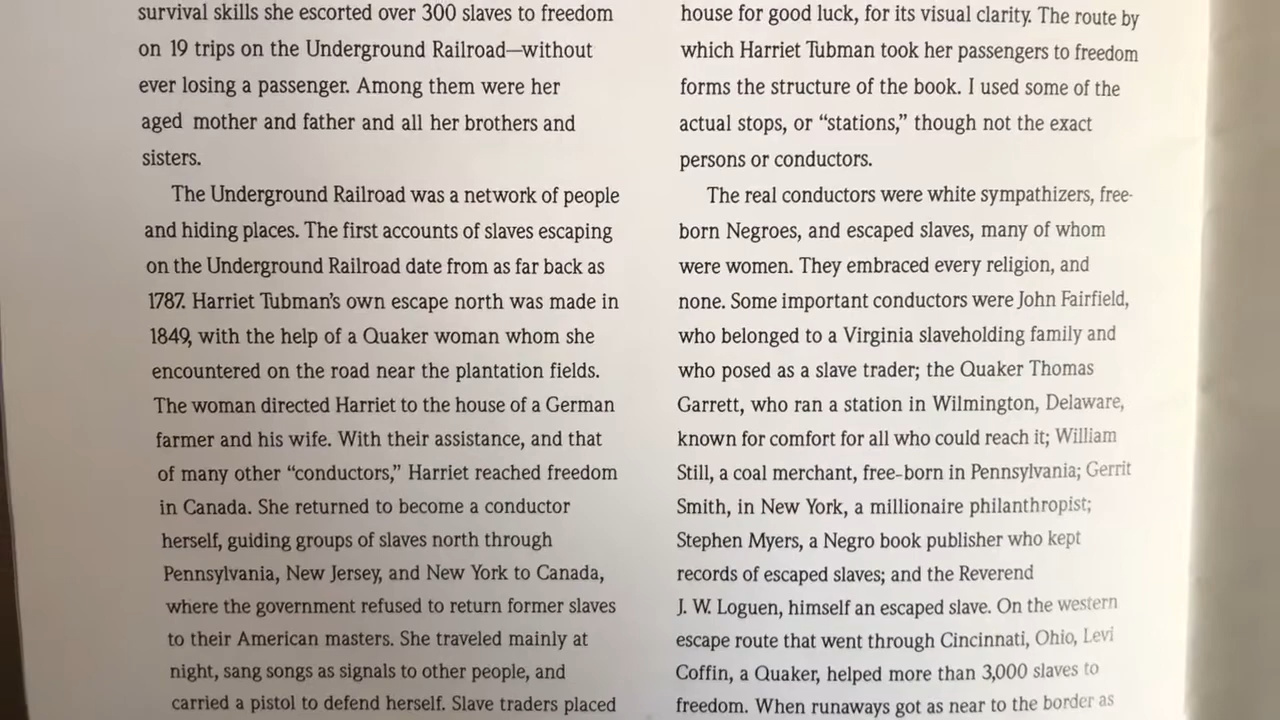 survival skills she escorted over 300 slaves to freedom
on 19 trips on the Underground Railroad—without
ever losing a passenger. Among them were her
aged mother and father and all her brothers and
sisters.
The Underground Railroad was a network of people
and hiding places. The first accounts of slaves escaping
on the Underground Railroad date from as far back as
1787. Harriet Tubman's own escape north was made in
1849, with the help of a Quaker woman whom she
encountered on the road near the plantation fields.
The woman directed Harriet to the house of a German
farmer and his wife. With their assistance, and that
of many other “conductors,” Harriet reached freedom
in Canada. She returned to become a conductor
herself, guiding groups of slaves north through
Pennsylvania, New Jersey, and New York to Canada,
where the government refused to return former slaves
to their American masters. She traveled mainly at
night, sang songs as signals to other people, and
carried a pistol to defend herself. Slave traders placed
house for good luck, for its visual clarity. The route by
which Harriet Tubman took her passengers to freedom
forms the structure of the book. I used some of the
actual stops, or “stations,” though not the exact
persons or conductors.
The real conductors were white sympathizers, free-
born Negroes, and escaped slaves, many of whom
were women. They embraced every religion, and
none. Some important conductors were John Fairfield,
who belonged to a Virginia slaveholding family and
who posed as a slave trader; the Quaker Thomas
Garrett, who ran a station in Wilmington, Delaware,
known for comfort for all who could reach it; William
Still, a coal merchant, free-born in Pennsylvania; Gerrit
Smith, in New York, a millionaire philanthropist;
Stephen Myers, a Negro book publisher who kept
records of escaped slaves; and the Reverend
J. W. Loguen, himself an escaped slave. On the western
escape route that went through Cincinnati, Ohio, Levi
Coffin, a Quaker, helped more than 3,000 slaves to
freedom. When runaways got as near to the border as